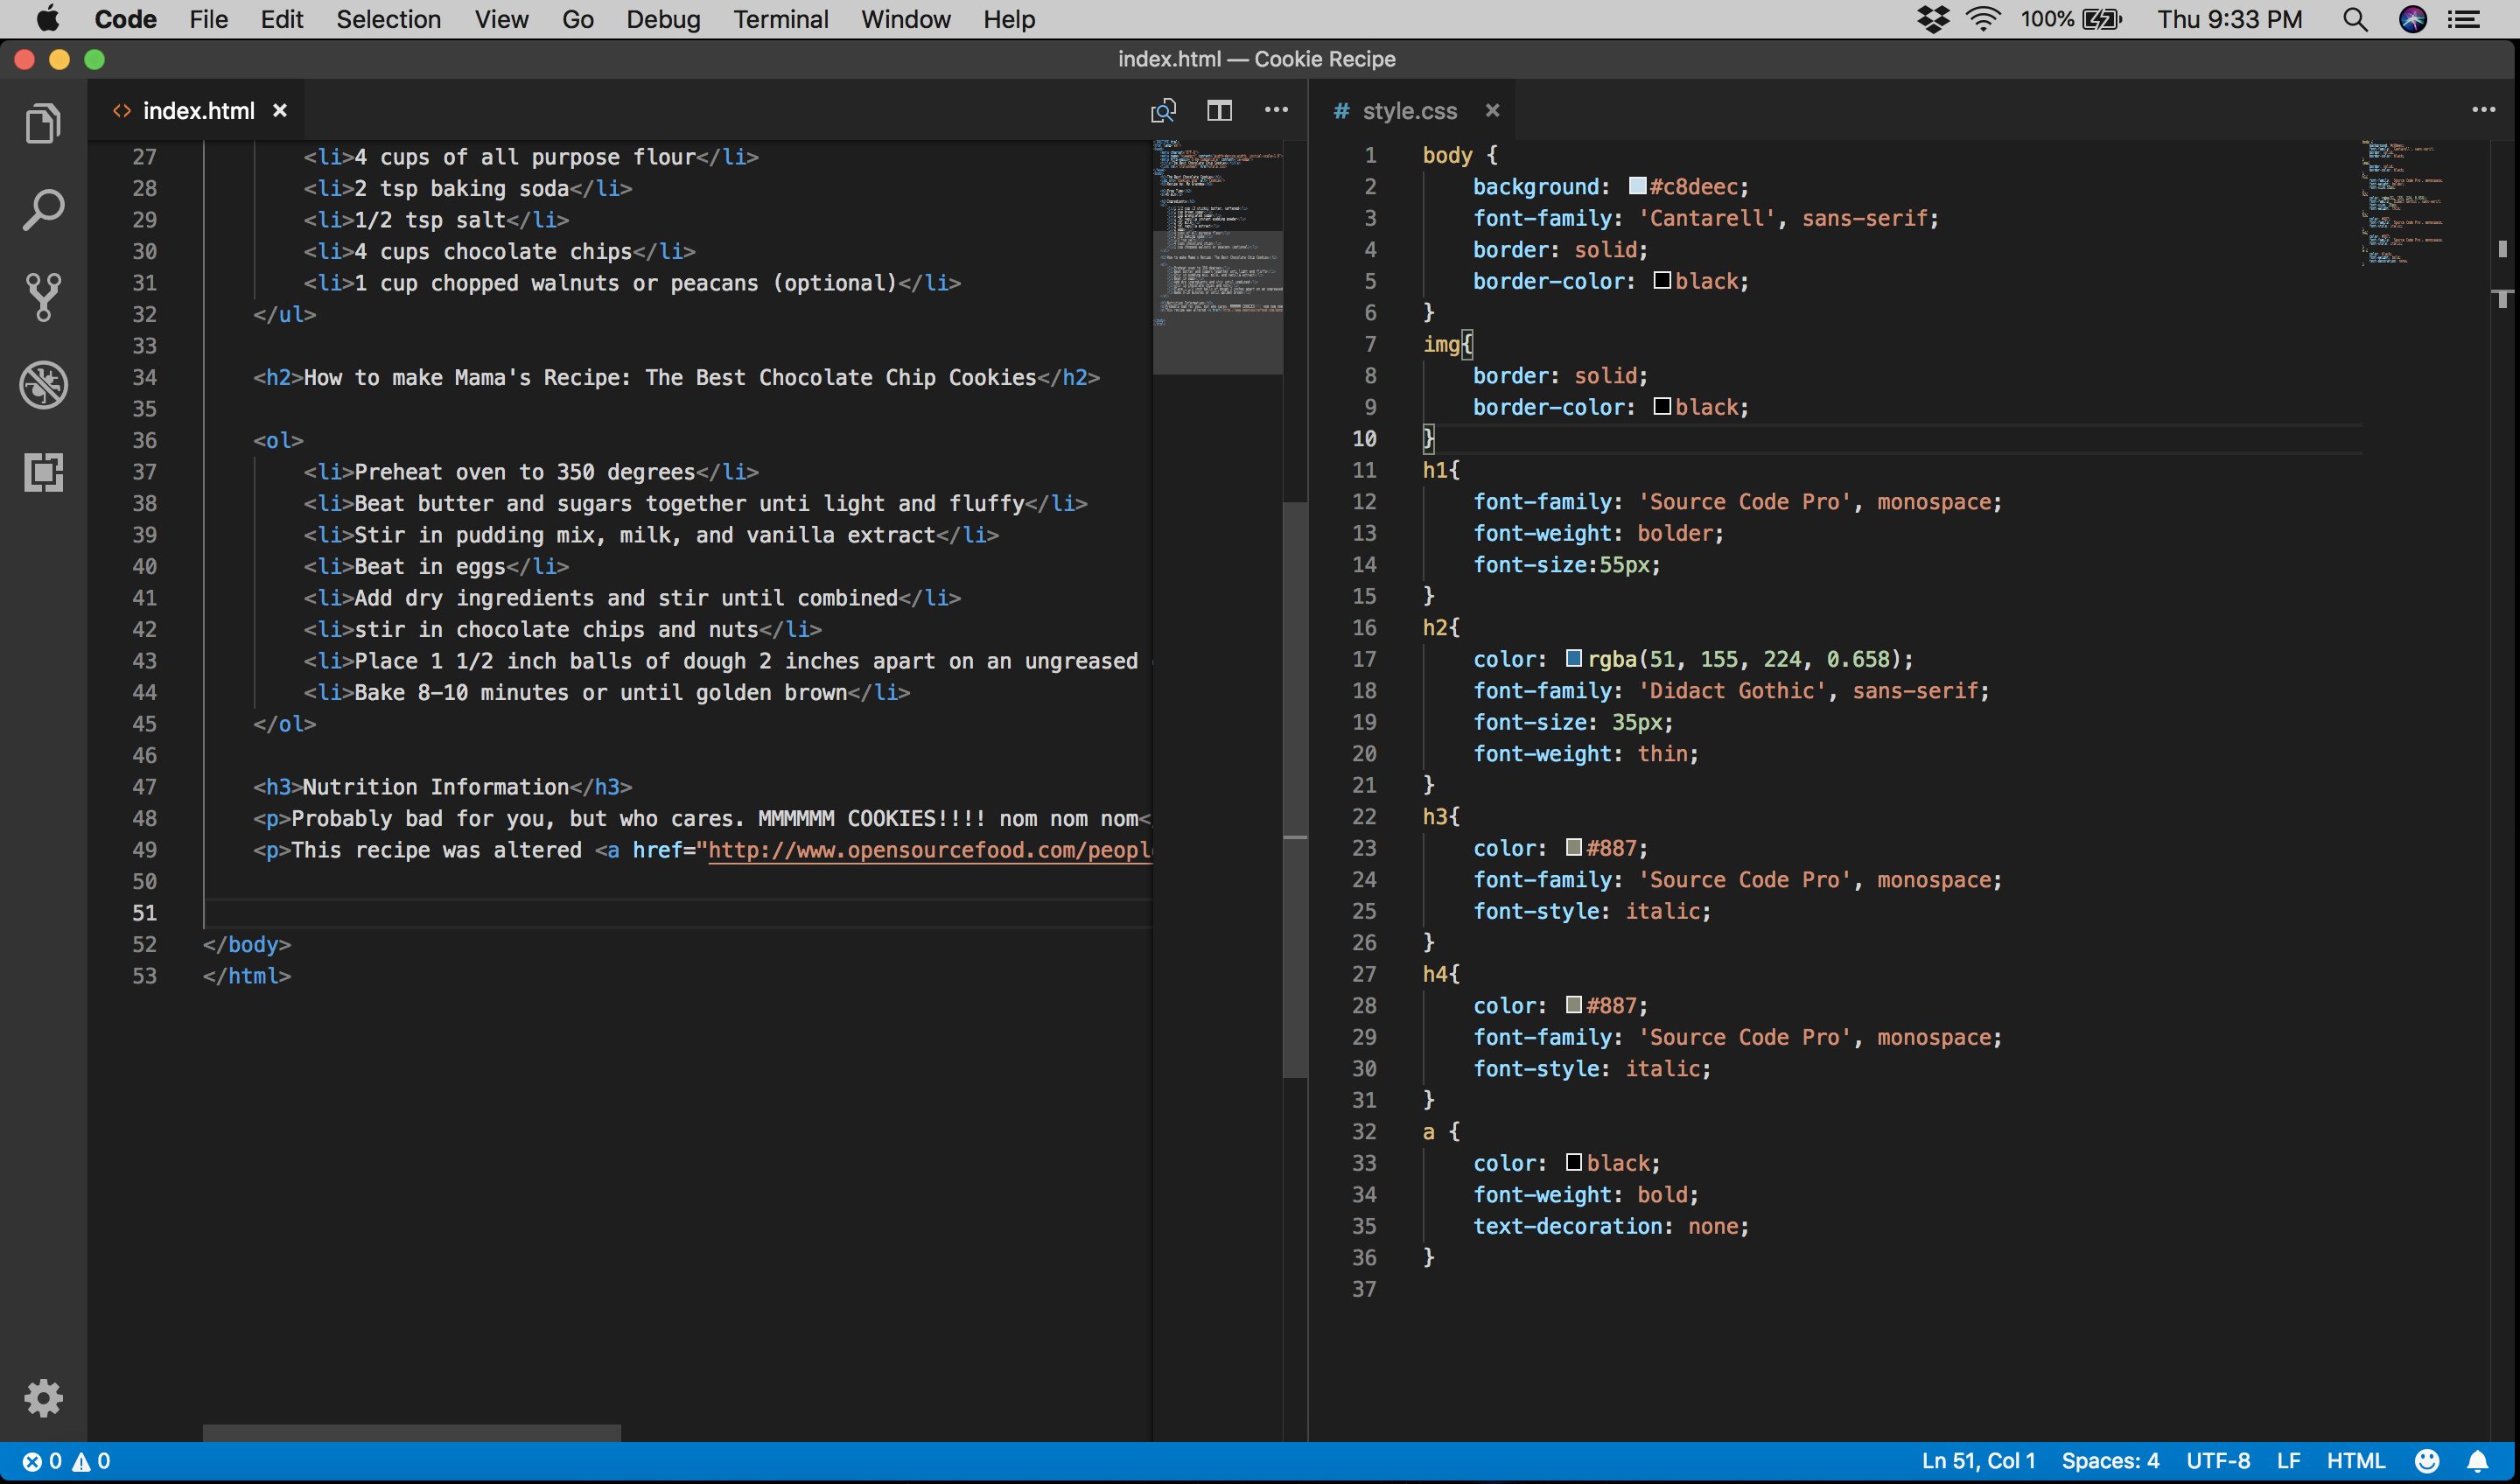 Code File Edit Selection View Go Debug Terminal Window Help 100% Thu 9:33 PM
index.html — Cookie Recipe
<> index.html ×
27 <li>4 cups of all purpose flour</li>
28 <li>2 tsp baking soda</li>
29 <li>1/2 tsp salt</li>
30 <li>4 cups chocolate chips</li>
31 <li>1 cup chopped walnuts or peacans (optional)</li>
32 </ul>
33
34 <h2>How to make Mama's Recipe: The Best Chocolate Chip Cookies</h2>
35
36 <ol>
37 <li>Preheat oven to 350 degrees</li>
38 <li>Beat butter and sugars together unti light and fluffy</li>
39 <li>Stir in pudding mix, milk, and vanilla extract</li>
40 <li>Beat in eggs</li>
41 <li>Add dry ingredients and stir until combined</li>
42 <li>stir in chocolate chips and nuts</li>
43 <li>Place 1 1/2 inch balls of dough 2 inches apart on an ungreased
44 <li>Bake 8-10 minutes or until golden brown</li>
45 </ol>
46
47 <h3>Nutrition Information</h3>
48 <p>Probably bad for you, but who cares. MMMMMM COOKIES!!!! nom nom nom<
49 <p>This recipe was altered <a href="http://www.opensourcefood.com/peopl
50
51
52 </body>
53 </html>
# style.css ×
1 body {
2 background: #c8deec;
3 font-family: 'Cantarell', sans-serif;
4 border: solid;
5 border-color: black;
6 }
7 img{
8 border: solid;
9 border-color: black;
10 }
11 h1{
12 font-family: 'Source Code Pro', monospace;
13 font-weight: bolder;
14 font-size:55px;
15 }
16 h2{
17 color: rgba(51, 155, 224, 0.658);
18 font-family: 'Didact Gothic', sans-serif;
19 font-size: 35px;
20 font-weight: thin;
21 }
22 h3{
23 color: #887;
24 font-family: 'Source Code Pro', monospace;
25 font-style: italic;
26 }
27 h4{
28 color: #887;
29 font-family: 'Source Code Pro', monospace;
30 font-style: italic;
31 }
32 a {
33 color: black;
34 font-weight: bold;
35 text-decoration: none;
36 }
37
0 0 Ln 51, Col 1 Spaces: 4 UTF-8 LF HTML